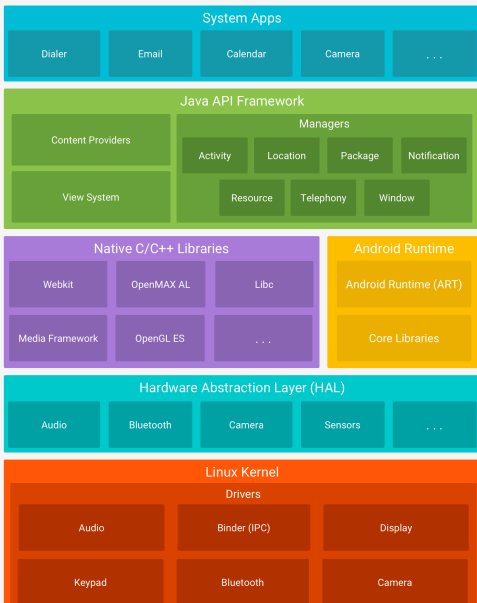 System Apps
Dialer Email Calendar Camera ...
Java API Framework
Content Providers
View System
Managers
Activity Location Package Notification
Resource Telephony Window
Native C/C++ Libraries
Webkit OpenMAX AL Libc
Media Framework OpenGL ES ...
Android Runtime
Android Runtime (ART)
Core Libraries
Hardware Abstraction Layer (HAL)
Audio Bluetooth Camera Sensors ...
Linux Kernel
Drivers
Audio Binder (IPC) Display
Keypad Bluetooth Camera